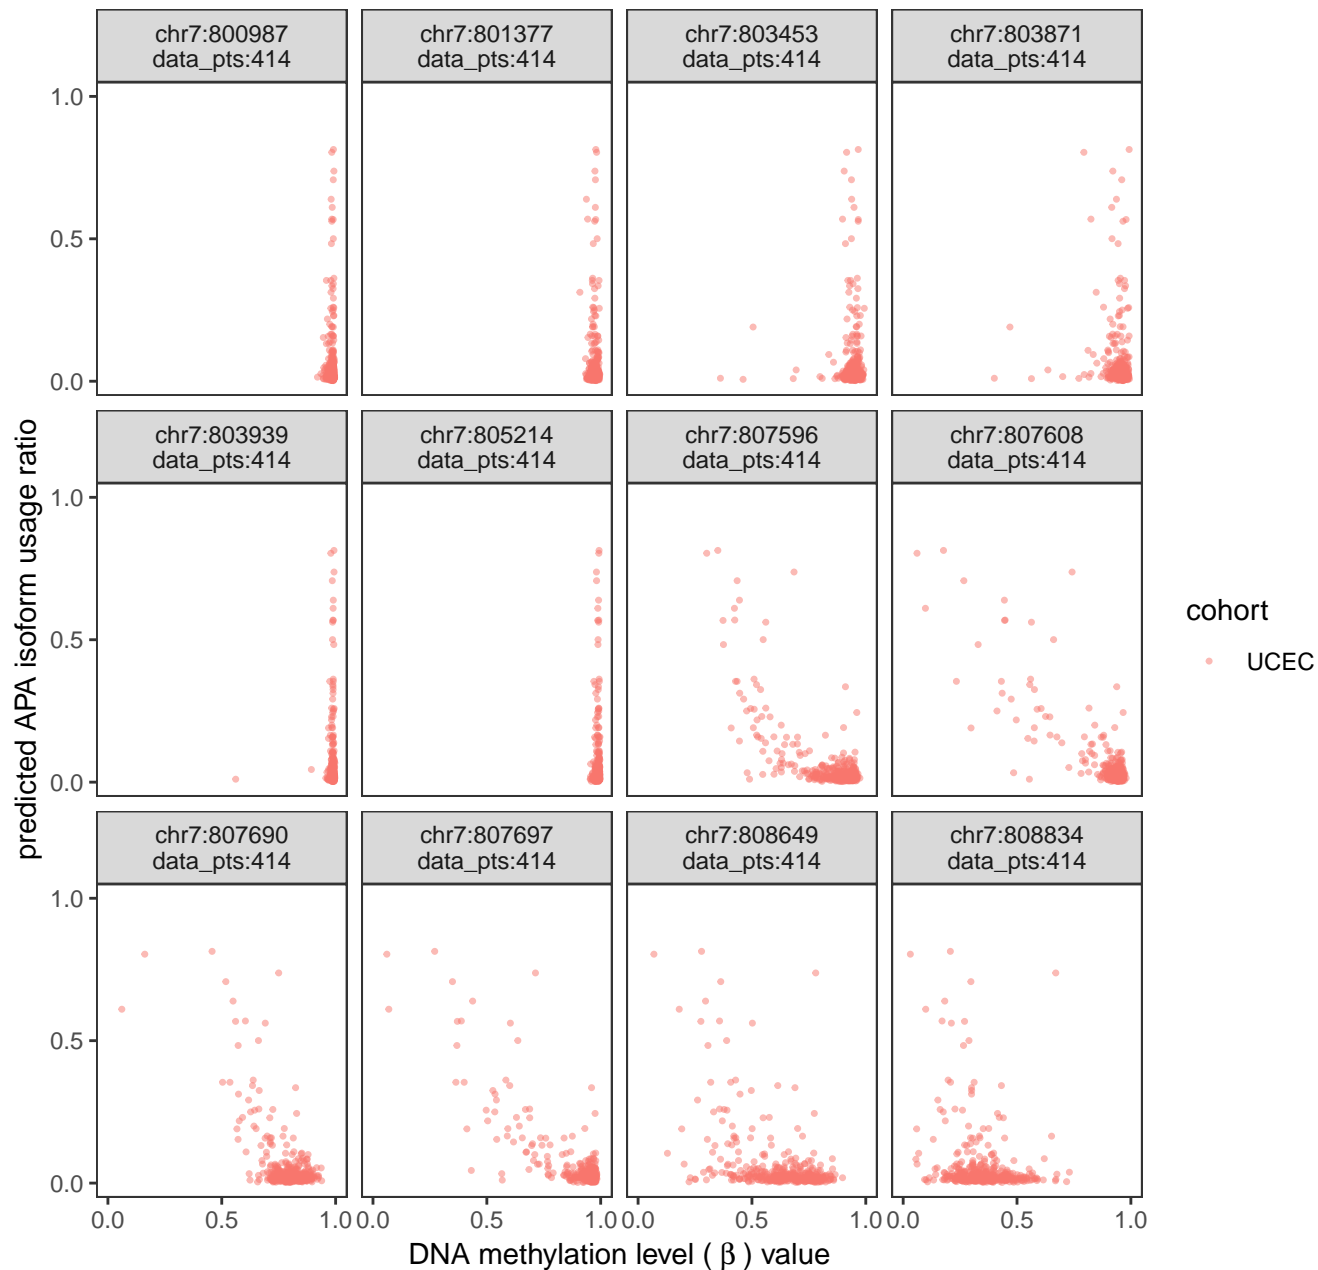 chr7:800987
data_pts:414
chr7:801377
data_pts:414
chr7:803453
data_pts:414
chr7:803871
data_pts:414
1.0
0.5
0.0
chr7:803939
data_pts:414
chr7:805214
data_pts:414
chr7:807596
data_pts:414
chr7:807608
data_pts:414
1.0
0.5
0.0
chr7:807690
data_pts:414
chr7:807697
data_pts:414
chr7:808649
data_pts:414
chr7:808834
data_pts:414
1.0
0.5
0.0
0.0 0.5 1.0 0.0 0.5 1.0 0.0 0.5 1.0 0.0 0.5 1.0
DNA methylation level ( β ) value
predicted APA isoform usage ratio
cohort
UCEC